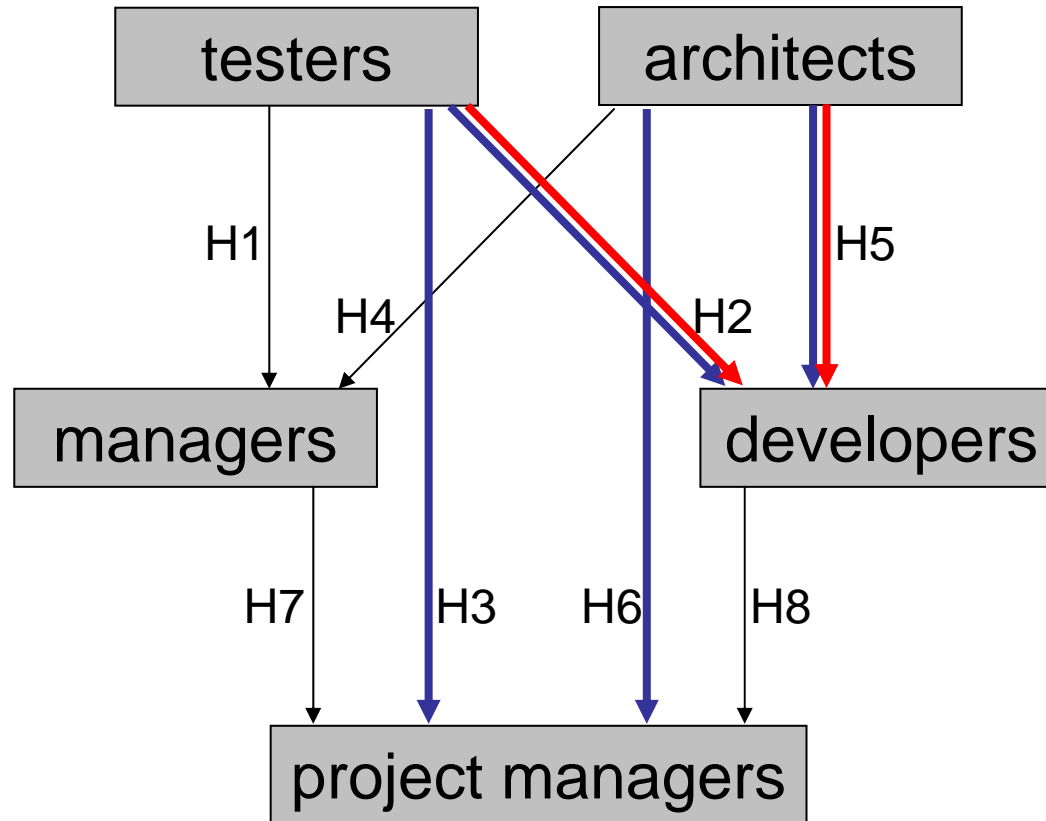 testers
architects
H1
H5
H4
H2
managers
developers
H7
H3
H6
H8
project managers